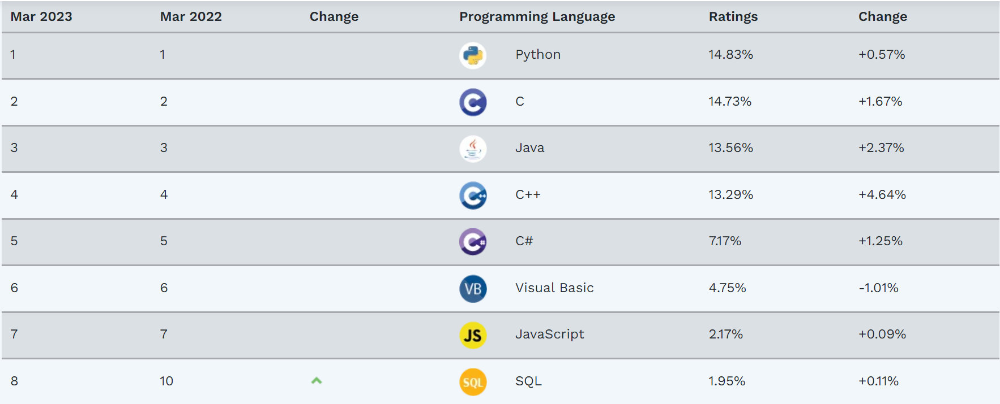 Mar 2023 Mar 2022 Change Programming Language Ratings Change
1 1 Python 14.83% +0.57%
2 2 C C 14.73% +1.67%
3 3 Java 13.56% +2.37%
4 4 C++ C++ 13.29% +4.64%
5 5 C# C# 7.17% +1.25%
6 6 VB Visual Basic 4.75% -1.01%
7 7 JS JavaScript 2.17% +0.09%
8 10 SQL SQL 1.95% +0.11%